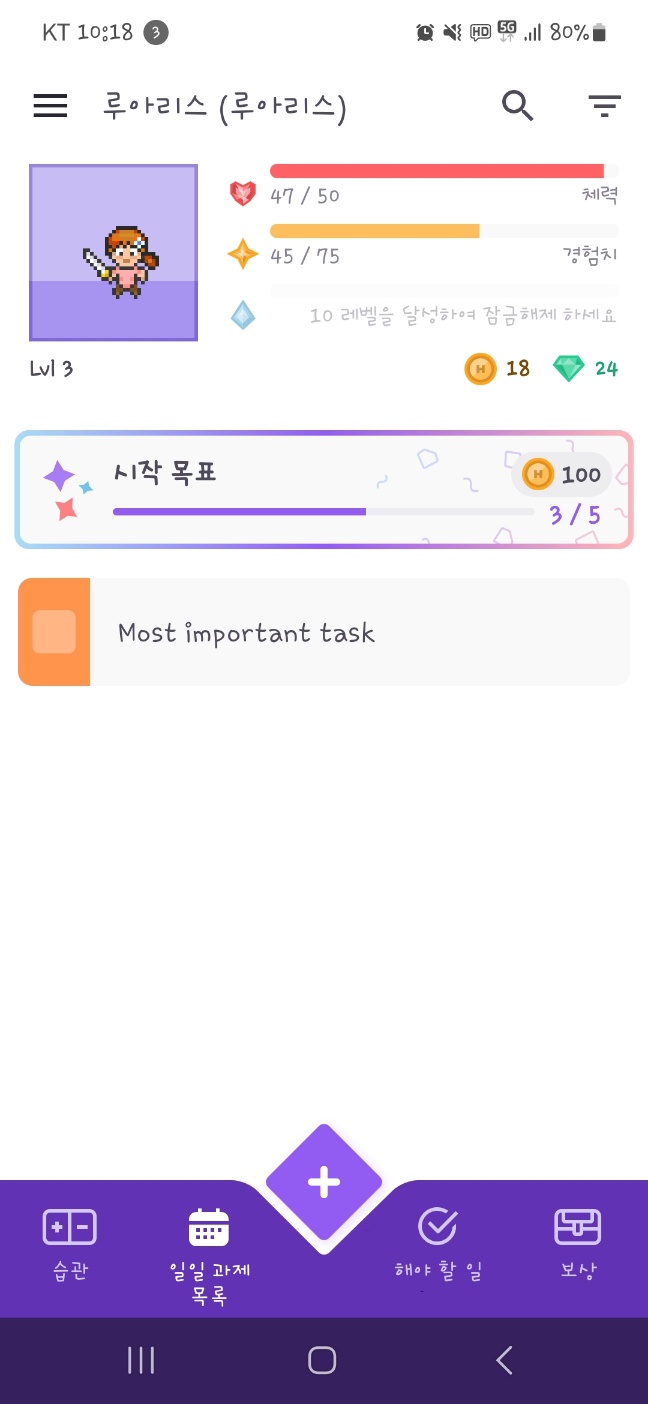 KT 10:18 3 HD 5G 80%
루아리스 (루아리스)
47 / 50 체력
45 / 75 경험치
10 레벨을 달성하여 잠금해제 하세요
Lvl 3 H 18 24
시작 목표 H 100
3 / 5
Most important task
습관
일일 과제 목록
해야 할 일
보상